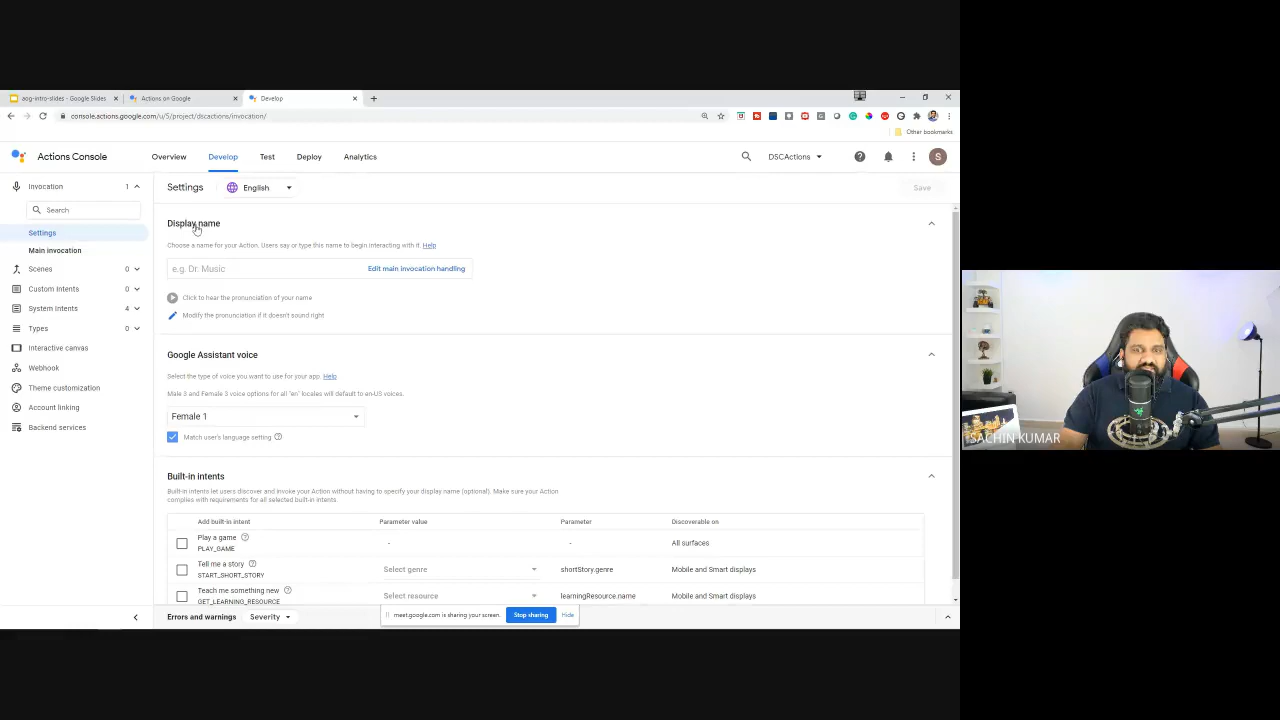 aog-intro-slides - Google Slides
Actions on Google
Develop
console.actions.google.com/u/5/project/dscactions/invocation/
Other bookmarks
Actions Console
Overview
Develop
Test
Deploy
Analytics
DSCActions
S
Invocation 1
Search
Settings
Main invocation
Scenes 0
Custom Intents 0
System Intents 4
Types 0
Interactive canvas
Webhook
Theme customization
Account linking
Backend services
Settings
English
Save
Display name
Choose a name for your Action. Users say or type this name to begin interacting with it. Help
e.g. Dr. Music
Edit main invocation handling
Click to hear the pronunciation of your name
Modify the pronunciation if it doesn't sound right
Google Assistant voice
Select the type of voice you want to use for your app. Help
Male 3 and Female 3 voice options for all "en" locales will default to en-US voices.
Female 1
Match user's language setting
Built-in intents
Built-in intents let users discover and invoke your Action without having to specify your display name (optional). Make sure your Action
complies with requirements for all selected built-in intents.
Add built-in intent Parameter value Parameter Discoverable on
Play a game - - All surfaces
PLAY_GAME
Tell me a story Select genre shortStory.genre Mobile and Smart displays
START_SHORT_STORY
Teach me something new Select resource learningResource.name Mobile and Smart displays
GET_LEARNING_RESOURCE
Errors and warnings
Severity
meet.google.com is sharing your screen.
Stop sharing
Hide
SACHIN KUMAR